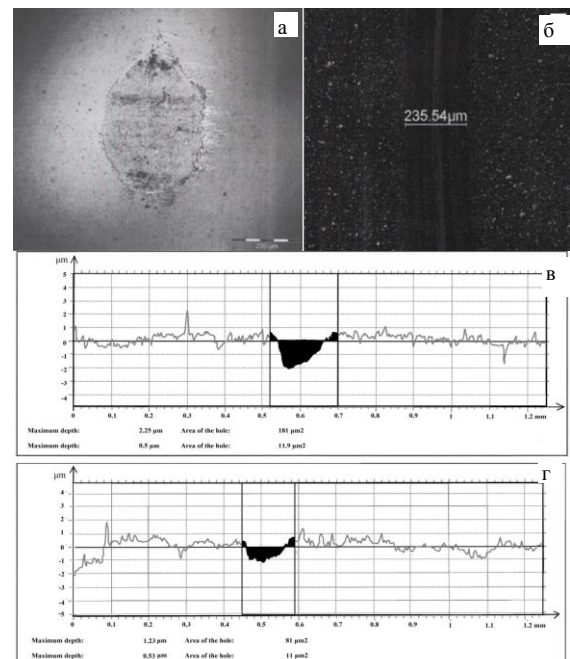 а
б
235.54µm
200 µm
в
µm
5
4
3
2
1
0
-1
-2
-3
-4
0 0.1 0.2 0.3 0.4 0.5 0.6 0.7 0.8 0.9 1 1.1 1.2 mm
Maximum depth: 2.25 µm Area of the hole: 181 µm2
Maximum depth: 0.5 µm Area of the hole: 11.9 µm2
г
µm
4
3
2
1
0
-1
-2
-3
-4
-5
0 0.1 0.2 0.3 0.4 0.5 0.6 0.7 0.8 0.9 1 1.1 1.2 mm
Maximum depth: 1.23 µm Area of the hole: 81 µm2
Maximum depth: 0.53 µm Area of the hole: 11 µm2